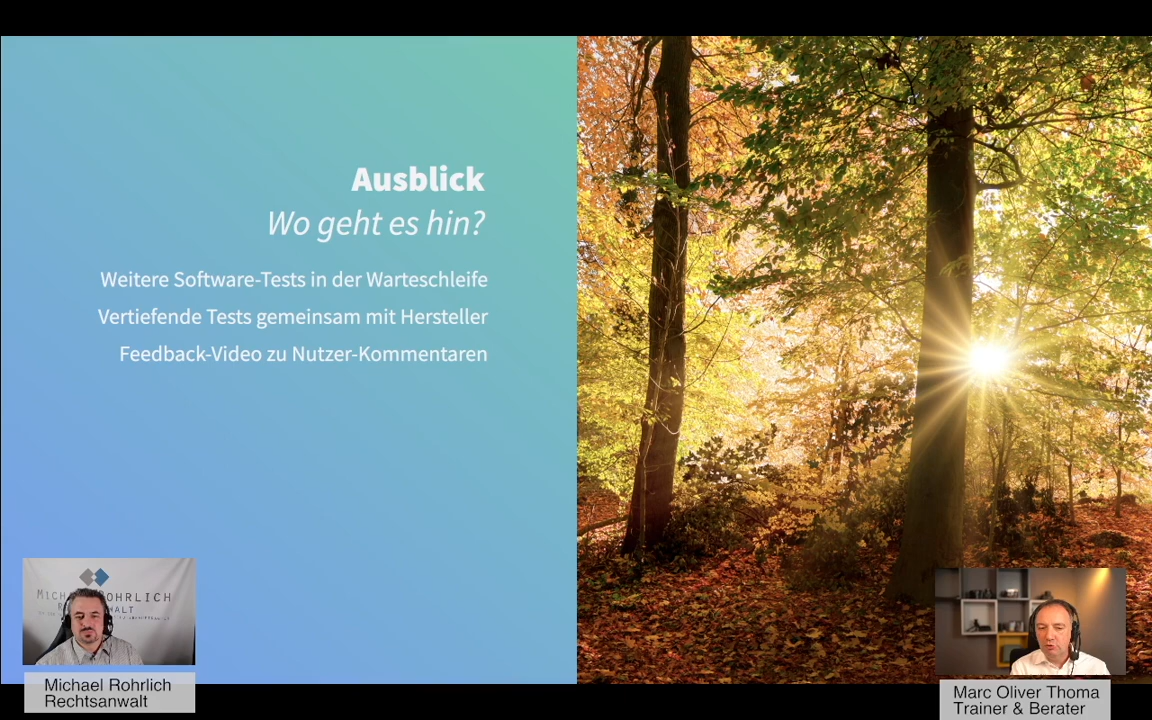 Ausblick
Wo geht es hin?
Weitere Software-Tests in der Warteschleife
Vertiefende Tests gemeinsam mit Hersteller
Feedback-Video zu Nutzer-Kommentaren
Michael Rohrlich
Rechtsanwalt
Marc Oliver Thoma
Trainer & Berater